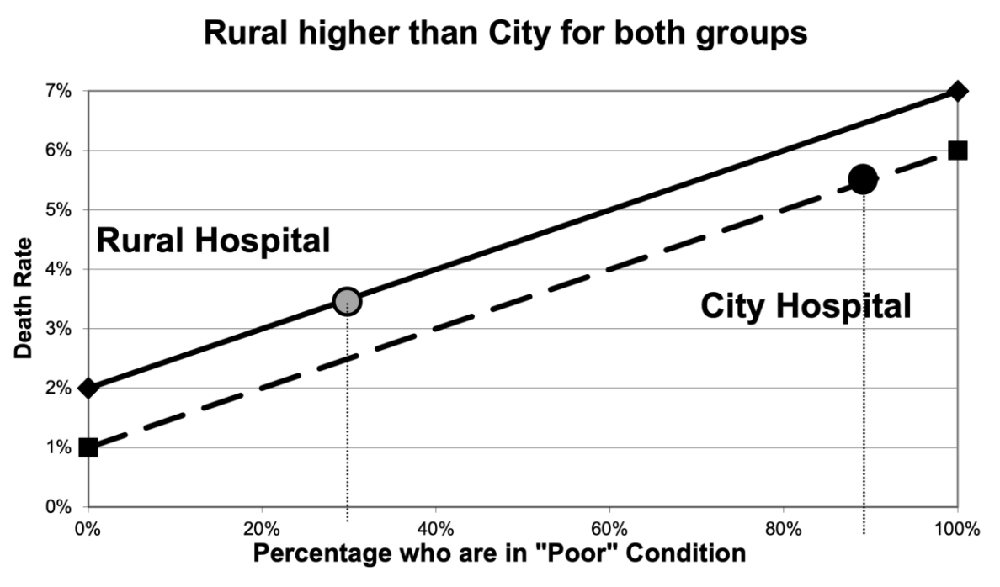 Rural higher than City for both groups
7%
6%
5%
4%
3%
2%
1%
0%
Death Rate
Rural Hospital
City Hospital
0% 20% 40% 60% 80% 100%
Percentage who are in "Poor" Condition